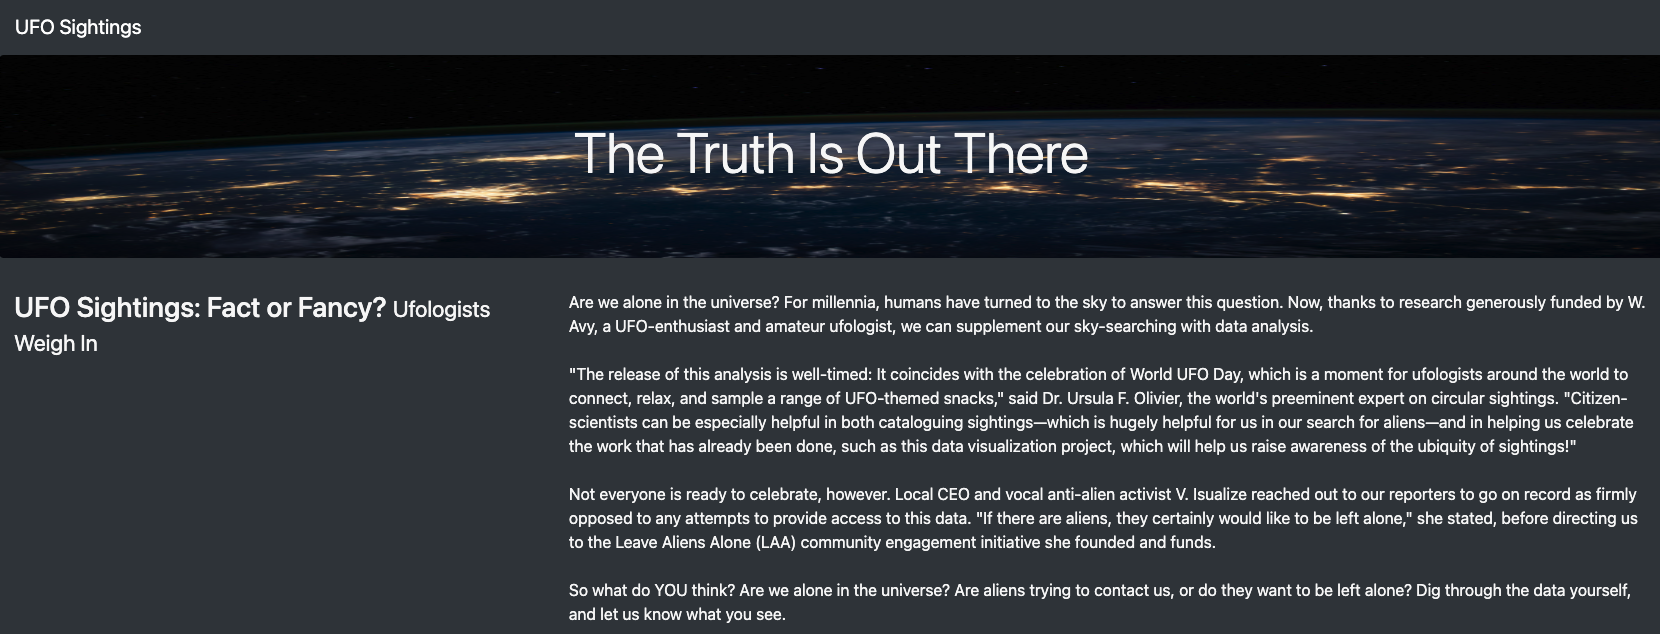 UFO Sightings
The Truth Is Out There
UFO Sightings: Fact or Fancy? Ufologists
Weigh In
Are we alone in the universe? For millennia, humans have turned to the sky to answer this question. Now, thanks to research generously funded by W.
Avy, a UFO-enthusiast and amateur ufologist, we can supplement our sky-searching with data analysis.
"The release of this analysis is well-timed: It coincides with the celebration of World UFO Day, which is a moment for ufologists around the world to
connect, relax, and sample a range of UFO-themed snacks," said Dr. Ursula F. Olivier, the world's preeminent expert on circular sightings. "Citizen-
scientists can be especially helpful in both cataloguing sightings—which is hugely helpful for us in our search for aliens—and in helping us celebrate
the work that has already been done, such as this data visualization project, which will help us raise awareness of the ubiquity of sightings!"
Not everyone is ready to celebrate, however. Local CEO and vocal anti-alien activist V. Isualize reached out to our reporters to go on record as firmly
opposed to any attempts to provide access to this data. "If there are aliens, they certainly would like to be left alone," she stated, before directing us
to the Leave Aliens Alone (LAA) community engagement initiative she founded and funds.
So what do YOU think? Are we alone in the universe? Are aliens trying to contact us, or do they want to be left alone? Dig through the data yourself,
and let us know what you see.